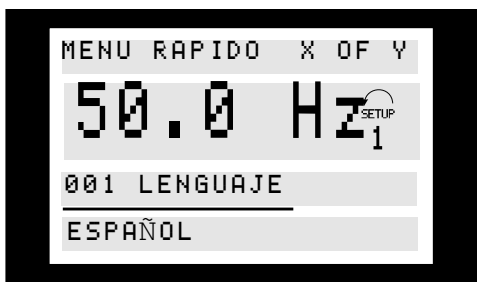 MENU RAPIDO X OF Y
50.0 Hz SETUP
1
001 LENGUAJE
ESPAÑOL